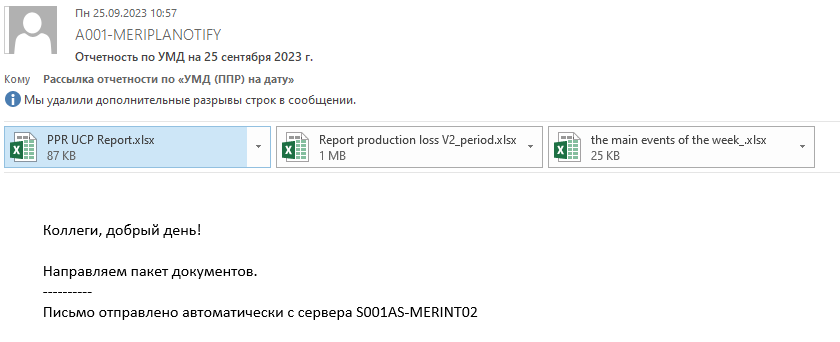 Пн 25.09.2023 10:57
A001-MERIPLANOTIFY
Отчетность по УМД на 25 сентября 2023 г.
Кому Рассылка отчетности по «УМД (ППР) на дату»
Мы удалили дополнительные разрывы строк в сообщении.
PPR UCP Report.xlsx
87 KB
Report production loss V2_period.xlsx
1 MB
the main events of the week_.xlsx
25 KB
Коллеги, добрый день!
Направляем пакет документов.
----------
Письмо отправлено автоматически с сервера S001AS-MERINT02